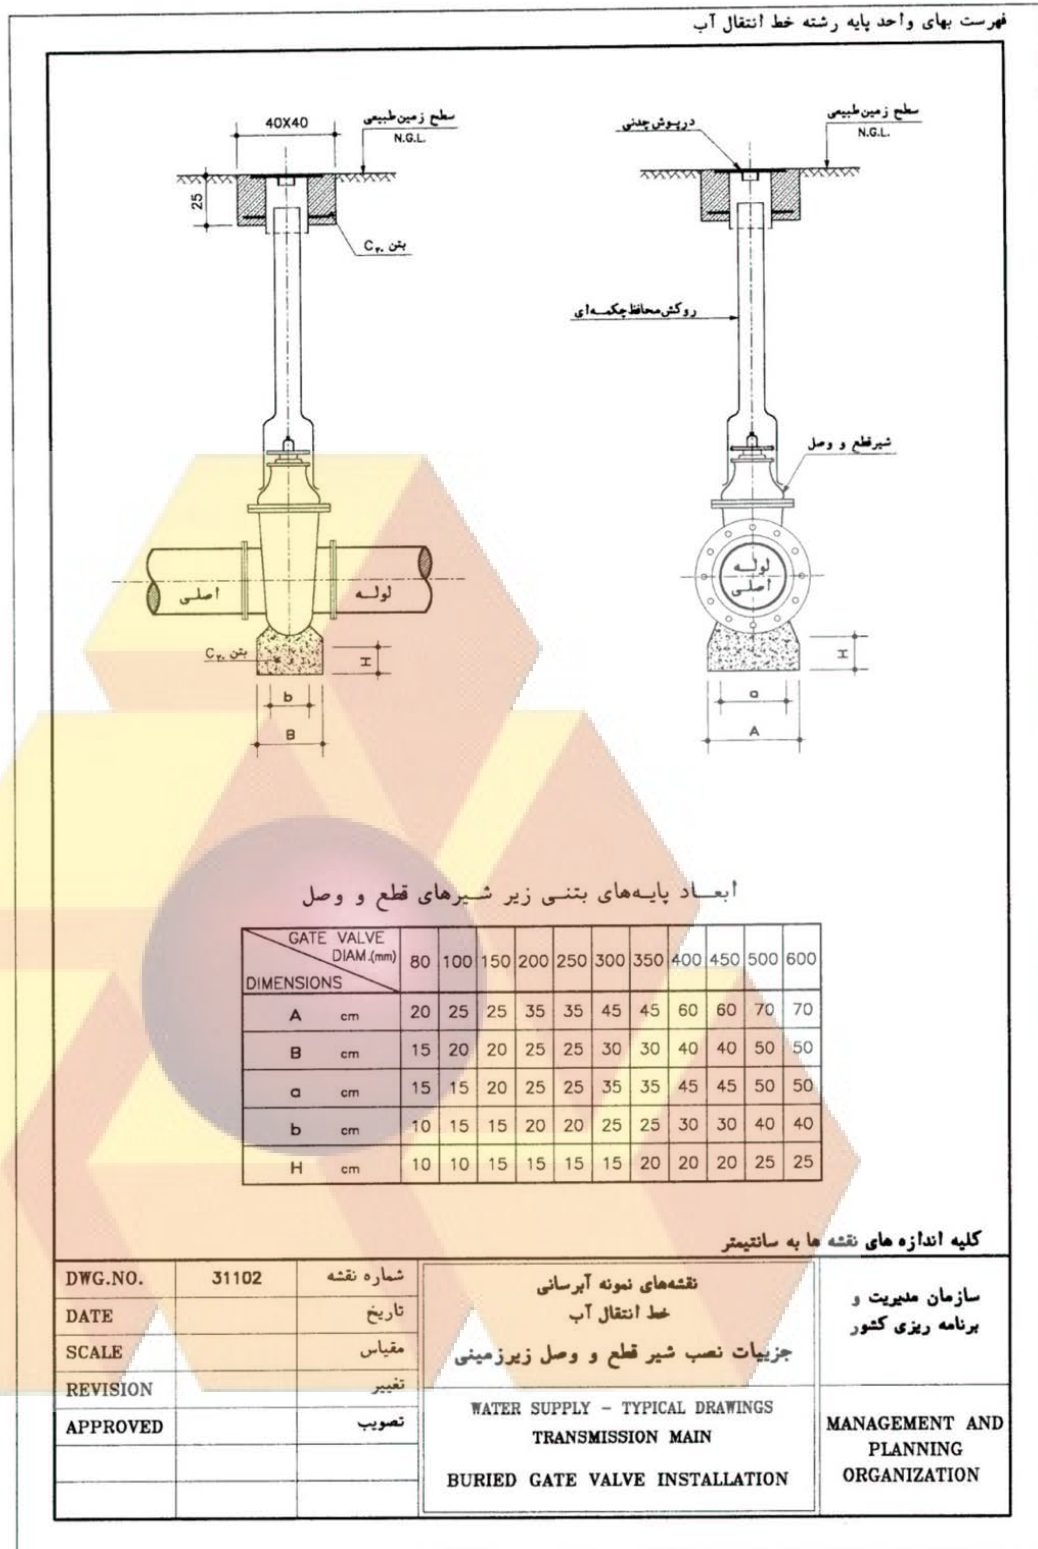 فهرست بهای واحد پایه رشته خط انتقال آب
40X40
سطح زمین طبیعی
N.G.L.
25
بتن C۲۰
درپوش چدنی
سطح زمین طبیعی
N.G.L.
روکش محافظ چکمه‌ای
شیرقطع و وصل
لولـه
اصلی
بتن C۲۰
H
b
B
لولـه
اصلی
H
a
A
ابعـاد پایـه‌های بتنـی زیر شـیرهای قطع و وصل
GATE VALVE DIAM.(mm) 80 100 150 200 250 300 350 400 450 500 600
DIMENSIONS
A cm 20 25 25 35 35 45 45 60 60 70 70
B cm 15 20 20 25 25 30 30 40 40 50 50
a cm 15 15 20 25 25 35 35 45 45 50 50
b cm 10 15 15 20 20 25 25 30 30 40 40
H cm 10 10 15 15 15 15 20 20 20 25 25
کلیه اندازه های نقشه ها به سانتیمتر
DWG.NO. 31102 شماره نقشه
DATE تاریخ
SCALE مقیاس
REVISION تغییر
APPROVED تصویب
نقشه‌های نمونه آبرسانی
خط انتقال آب
جزییات نصب شیر قطع و وصل زیرزمینی
WATER SUPPLY - TYPICAL DRAWINGS
TRANSMISSION MAIN
BURIED GATE VALVE INSTALLATION
سازمان مدیریت و
برنامه ریزی کشور
MANAGEMENT AND
PLANNING
ORGANIZATION